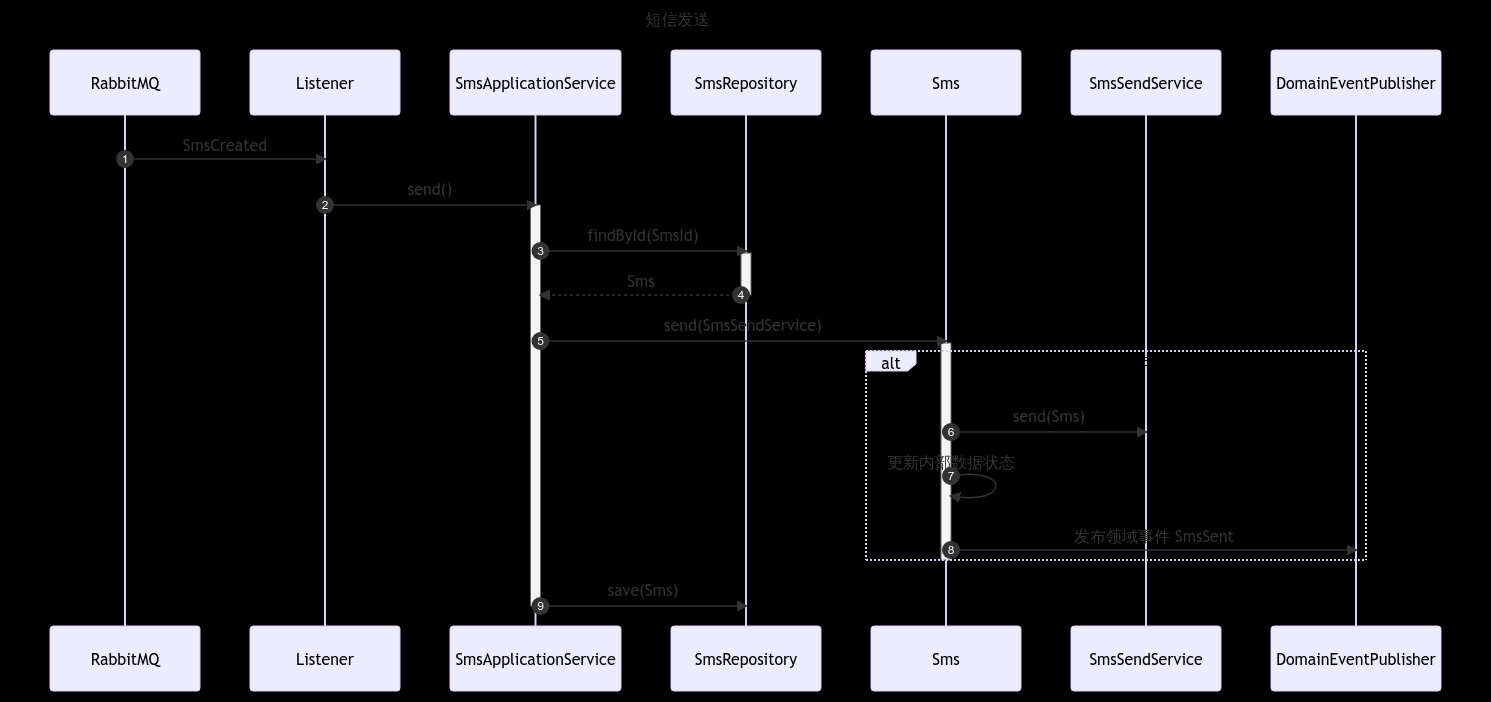 短信发送
RabbitMQ
Listener
SmsApplicationService
SmsRepository
Sms
SmsSendService
DomainEventPublisher
1
SmsCreated
2
send()
3
findById(SmsId)
Sms
4
5
send(SmsSendService)
alt
6
send(Sms)
更新内部数据状态
7
8
发布领域事件 SmsSent
9
save(Sms)
RabbitMQ
Listener
SmsApplicationService
SmsRepository
Sms
SmsSendService
DomainEventPublisher